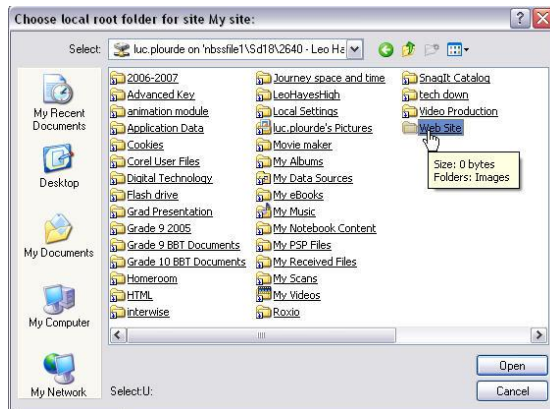 Choose local root folder for site My site:
Select: luc.plourde on 'nbssfile1\Sd18\2640 - Leo Ha
My Recent Documents
Desktop
My Documents
My Computer
My Network
2006-2007
Advanced Key
animation module
Application Data
Cookies
Corel User Files
Digital Technology
Flash drive
Grad Presentation
Grade 9 2005
Grade 9 BBT Documents
Grade 10 BBT Documents
Homeroom
HTML
interwise
Journey space and time
LeoHayesHigh
Local Settings
luc.plourde's Pictures
Movie maker
My Albums
My Data Sources
My eBooks
My Music
My Notebook Content
My PSP Files
My Received Files
My Scans
My Videos
Roxio
SnagIt Catalog
tech down
Video Production
Web Site
Size: 0 bytes
Folders: Images
Open
Select:U:
Cancel